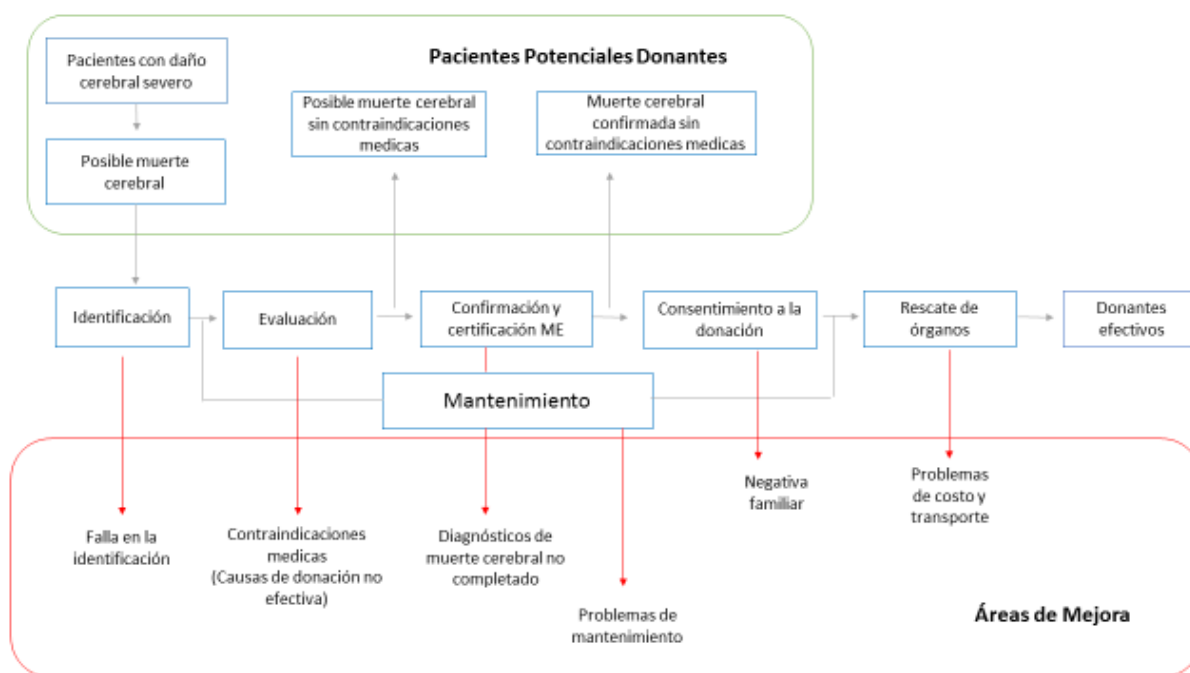 Pacientes Potenciales Donantes
Pacientes con daño
cerebral severo
Posible muerte
cerebral
Posible muerte cerebral
sin contraindicaciones
medicas
Muerte cerebral
confirmada sin
contraindicaciones medicas
Identificación
Evaluación
Confirmación y
certificación ME
Consentimiento a la
donación
Rescate de
órganos
Donantes
efectivos
Mantenimiento
Falla en la
identificación
Contraindicaciones
medicas
(Causas de donación no
efectiva)
Diagnósticos de
muerte cerebral no
completado
Problemas de
mantenimiento
Negativa
familiar
Problemas
de costo y
transporte
Áreas de Mejora